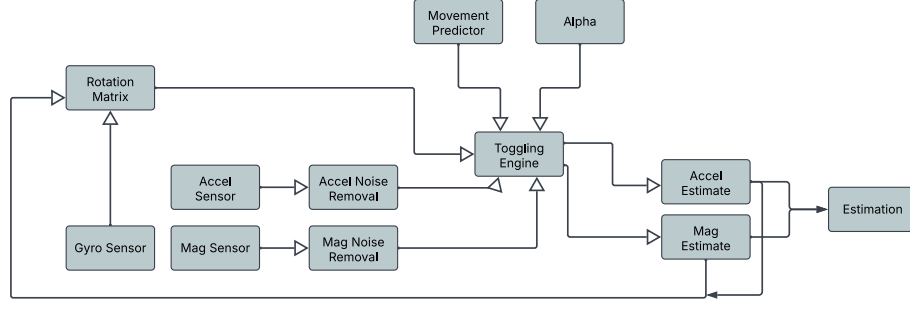 Movement
Predictor
Alpha
Rotation
Matrix
Toggling
Engine
Accel
Sensor
Accel Noise
Removal
Accel
Estimate
Estimation
Gyro Sensor
Mag Sensor
Mag Noise
Removal
Mag
Estimate